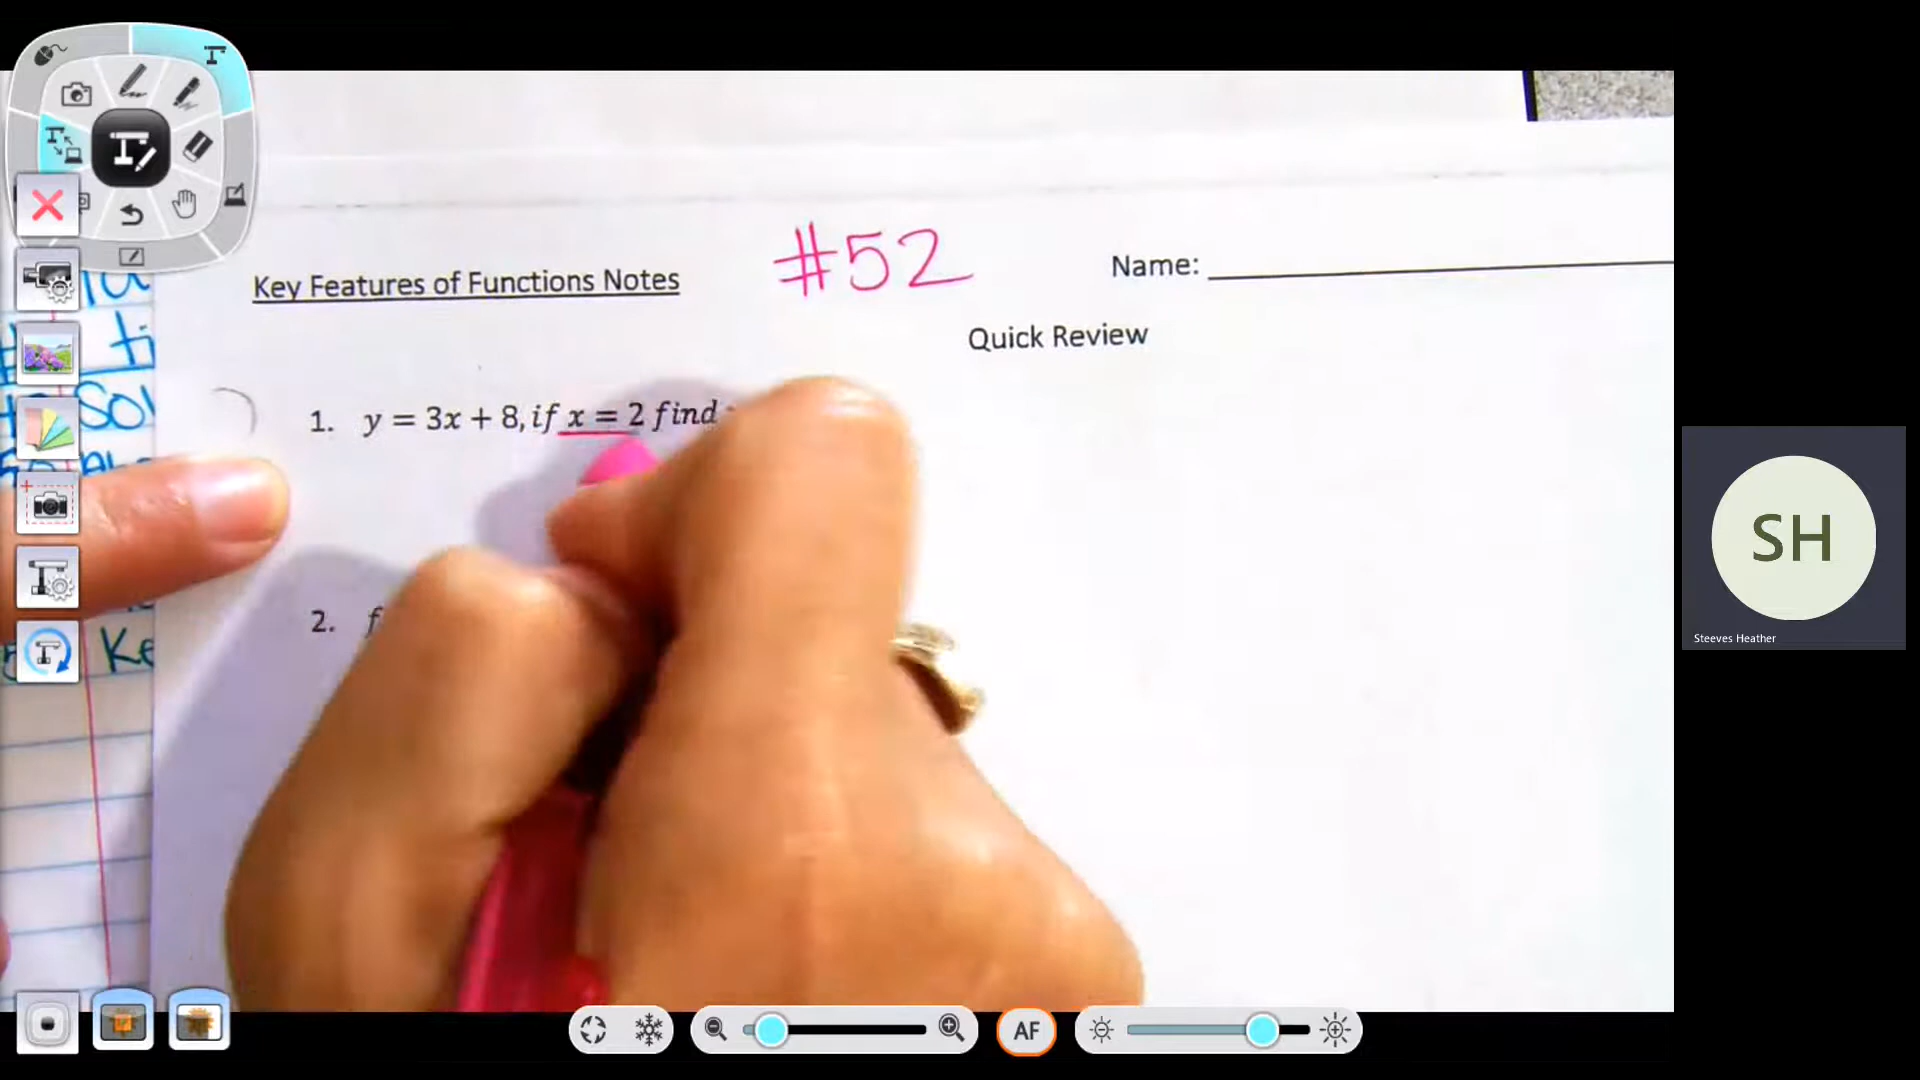 Key Features of Functions Notes
#52
Name:
Quick Review
1. y = 3x + 8, if x = 2 find
2. f
Ke
SH
Steeves Heather
AF